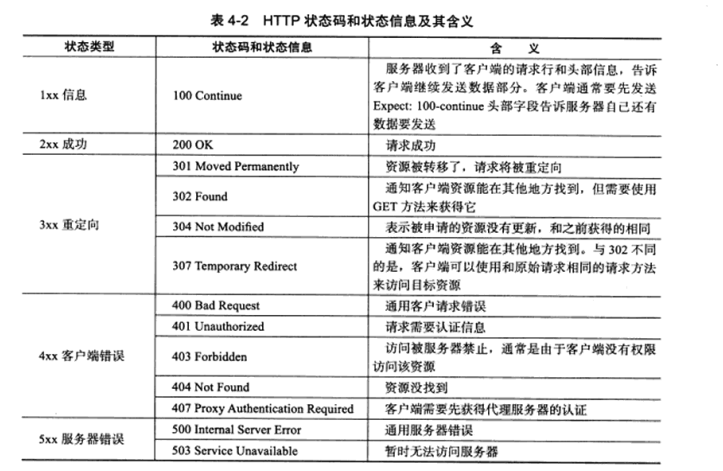 表 4-2 HTTP 状态码和状态信息及其含义
状态类型 状态码和状态信息 含 义
1xx 信息 100 Continue 服务器收到了客户端的请求行和头部信息，告诉
客户端继续发送数据部分。客户端通常要先发送
Expect: 100-continue 头部字段告诉服务器自己还有
数据要发送
2xx 成功 200 OK 请求成功
3xx 重定向 301 Moved Permanently 资源被转移了，请求将被重定向
302 Found 通知客户端资源能在其他地方找到，但需要使用
GET 方法来获得它
304 Not Modified 表示被申请的资源没有更新，和之前获得的相同
307 Temporary Redirect 通知客户端资源能在其他地方找到。与 302 不同
的是，客户端可以使用和原始请求相同的请求方法
来访问目标资源
4xx 客户端错误 400 Bad Request 通用客户请求错误
401 Unauthorized 请求需要认证信息
403 Forbidden 访问被服务器禁止，通常是由于客户端没有权限
访问该资源
404 Not Found 资源没找到
407 Proxy Authentication Required 客户端需要先获得代理服务器的认证
5xx 服务器错误 500 Internal Server Error 通用服务器错误
503 Service Unavailable 暂时无法访问服务器